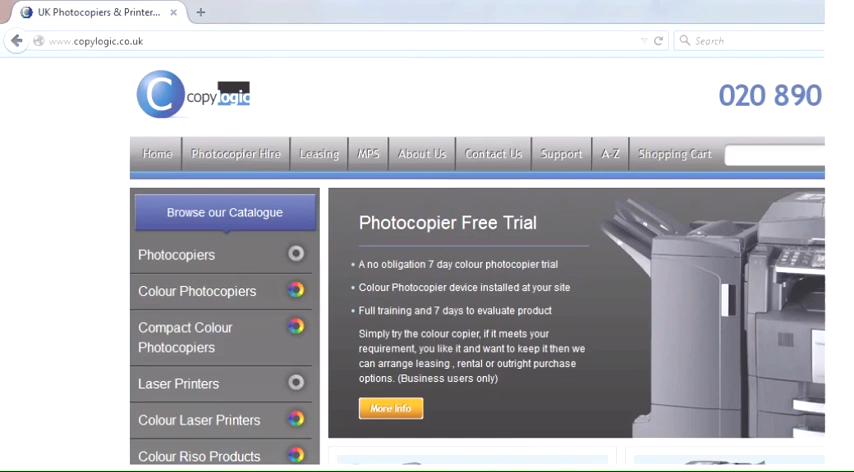 UK Photocopiers & Printer...
www.copylogic.co.uk
Search
C copylogic
020 890
Home Photocopier Hire Leasing MPS About Us Contact Us Support A-Z Shopping Cart
Browse our Catalogue
Photocopiers
Colour Photocopiers
Compact Colour
Photocopiers
Laser Printers
Colour Laser Printers
Colour Riso Products
Photocopier Free Trial
• A no obligation 7 day colour photocopier trial
• Colour Photocopier device installed at your site
• Full training and 7 days to evaluate product
Simply try the colour copier, if it meets your
requirement, you like it and want to keep it then we
can arrange leasing , rental or outright purchase
options. (Business users only)
More Info